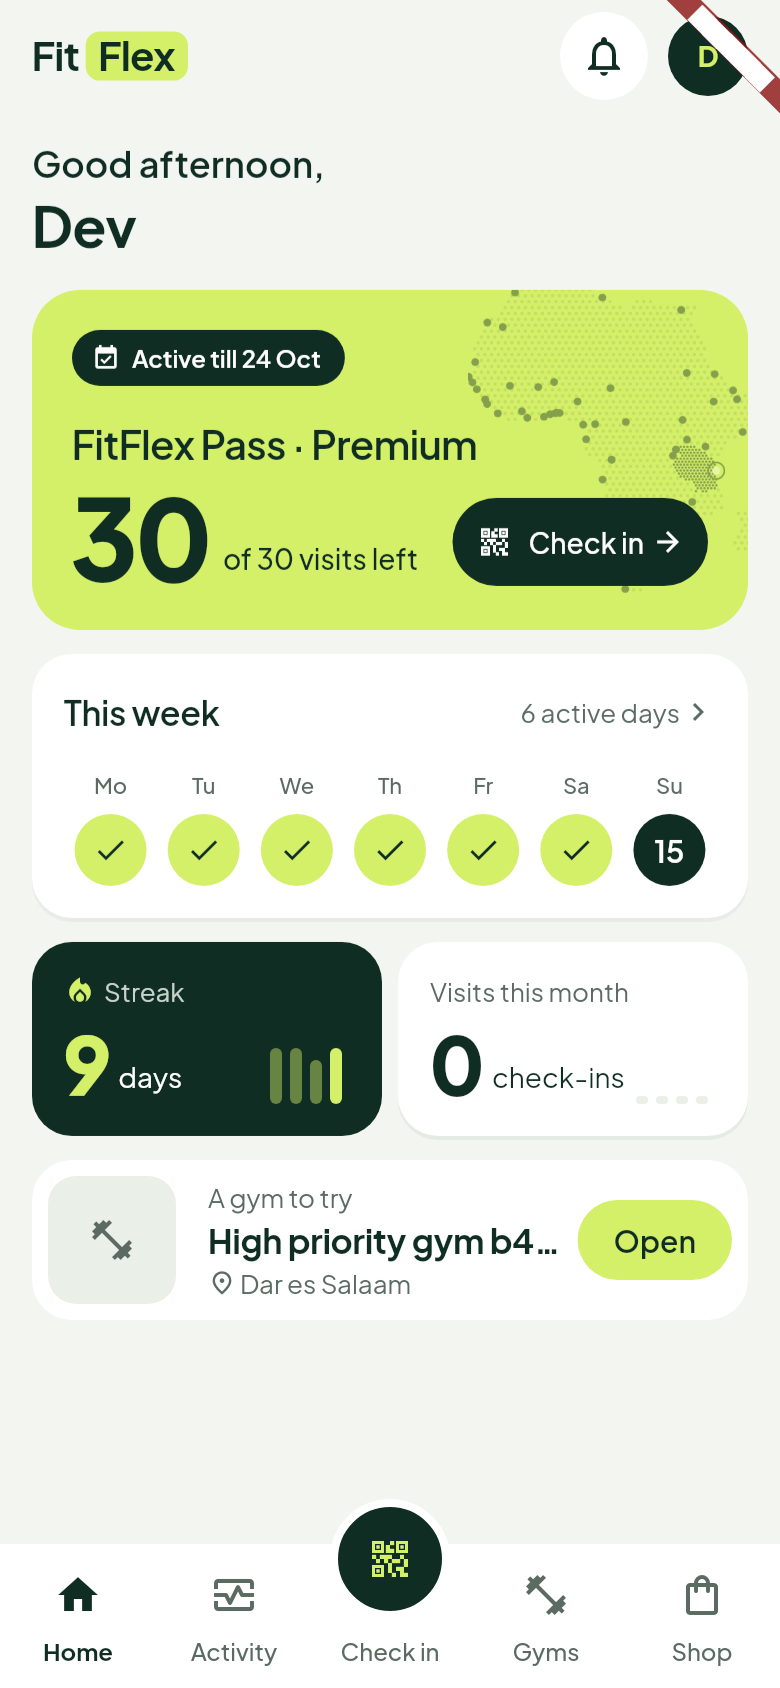 Fit Flex
D
Good afternoon,
Dev
Active till 24 Oct
FitFlex Pass · Premium
30 of 30 visits left
Check in
This week
6 active days
Mo Tu We Th Fr Sa Su
15
Streak
9 days
Visits this month
0 check-ins
A gym to try
High priority gym b4...
Dar es Salaam
Open
Home
Activity
Check in
Gyms
Shop